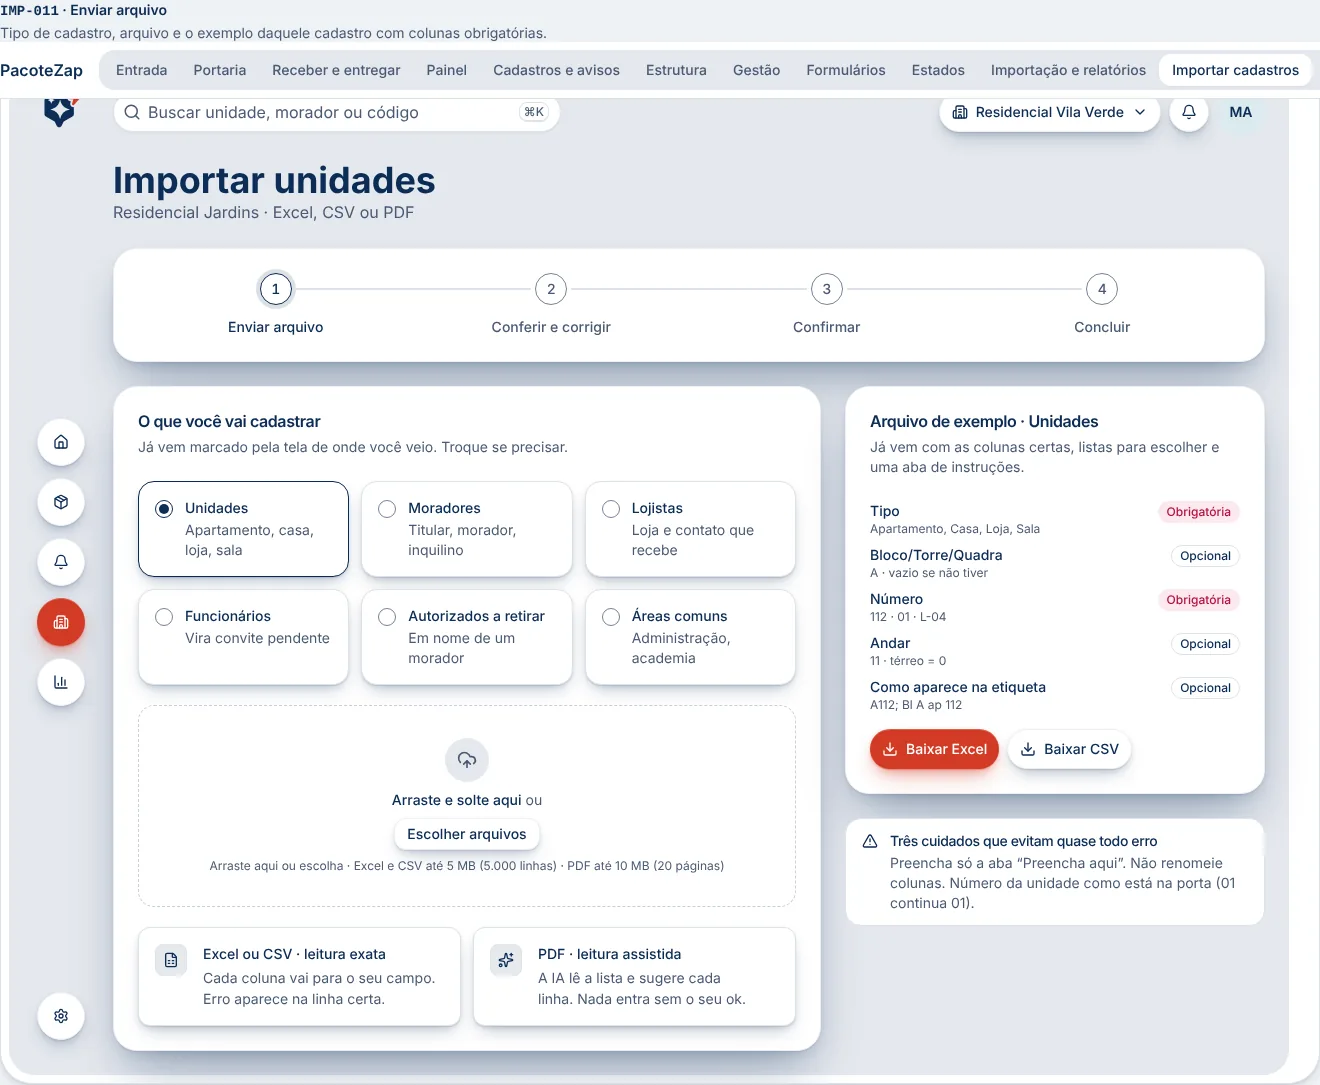 IMP-011 · Enviar arquivo
Tipo de cadastro, arquivo e o exemplo daquele cadastro com colunas obrigatórias.
PacoteZap
Entrada
Portaria
Receber e entregar
Painel
Cadastros e avisos
Estrutura
Gestão
Formulários
Estados
Importação e relatórios
Importar cadastros
Buscar unidade, morador ou código
⌘K
Residencial Vila Verde
MA
Importar unidades
Residencial Jardins · Excel, CSV ou PDF
1
2
3
4
Enviar arquivo
Conferir e corrigir
Confirmar
Concluir
O que você vai cadastrar
Já vem marcado pela tela de onde você veio. Troque se precisar.
Unidades
Apartamento, casa,
loja, sala
Moradores
Titular, morador,
inquilino
Lojistas
Loja e contato que
recebe
Funcionários
Vira convite pendente
Autorizados a retirar
Em nome de um
morador
Áreas comuns
Administração,
academia
Arraste e solte aqui ou
Escolher arquivos
Arraste aqui ou escolha · Excel e CSV até 5 MB (5.000 linhas) · PDF até 10 MB (20 páginas)
Excel ou CSV · leitura exata
Cada coluna vai para o seu campo.
Erro aparece na linha certa.
PDF · leitura assistida
A IA lê a lista e sugere cada
linha. Nada entra sem o seu ok.
Arquivo de exemplo · Unidades
Já vem com as colunas certas, listas para escolher e
uma aba de instruções.
Tipo
Obrigatória
Apartamento, Casa, Loja, Sala
Bloco/Torre/Quadra
Opcional
A · vazio se não tiver
Número
Obrigatória
112 · 01 · L-04
Andar
Opcional
11 · térreo = 0
Como aparece na etiqueta
Opcional
A112; Bl A ap 112
Baixar Excel
Baixar CSV
Três cuidados que evitam quase todo erro
Preencha só a aba “Preencha aqui”. Não renomeie
colunas. Número da unidade como está na porta (01
continua 01).